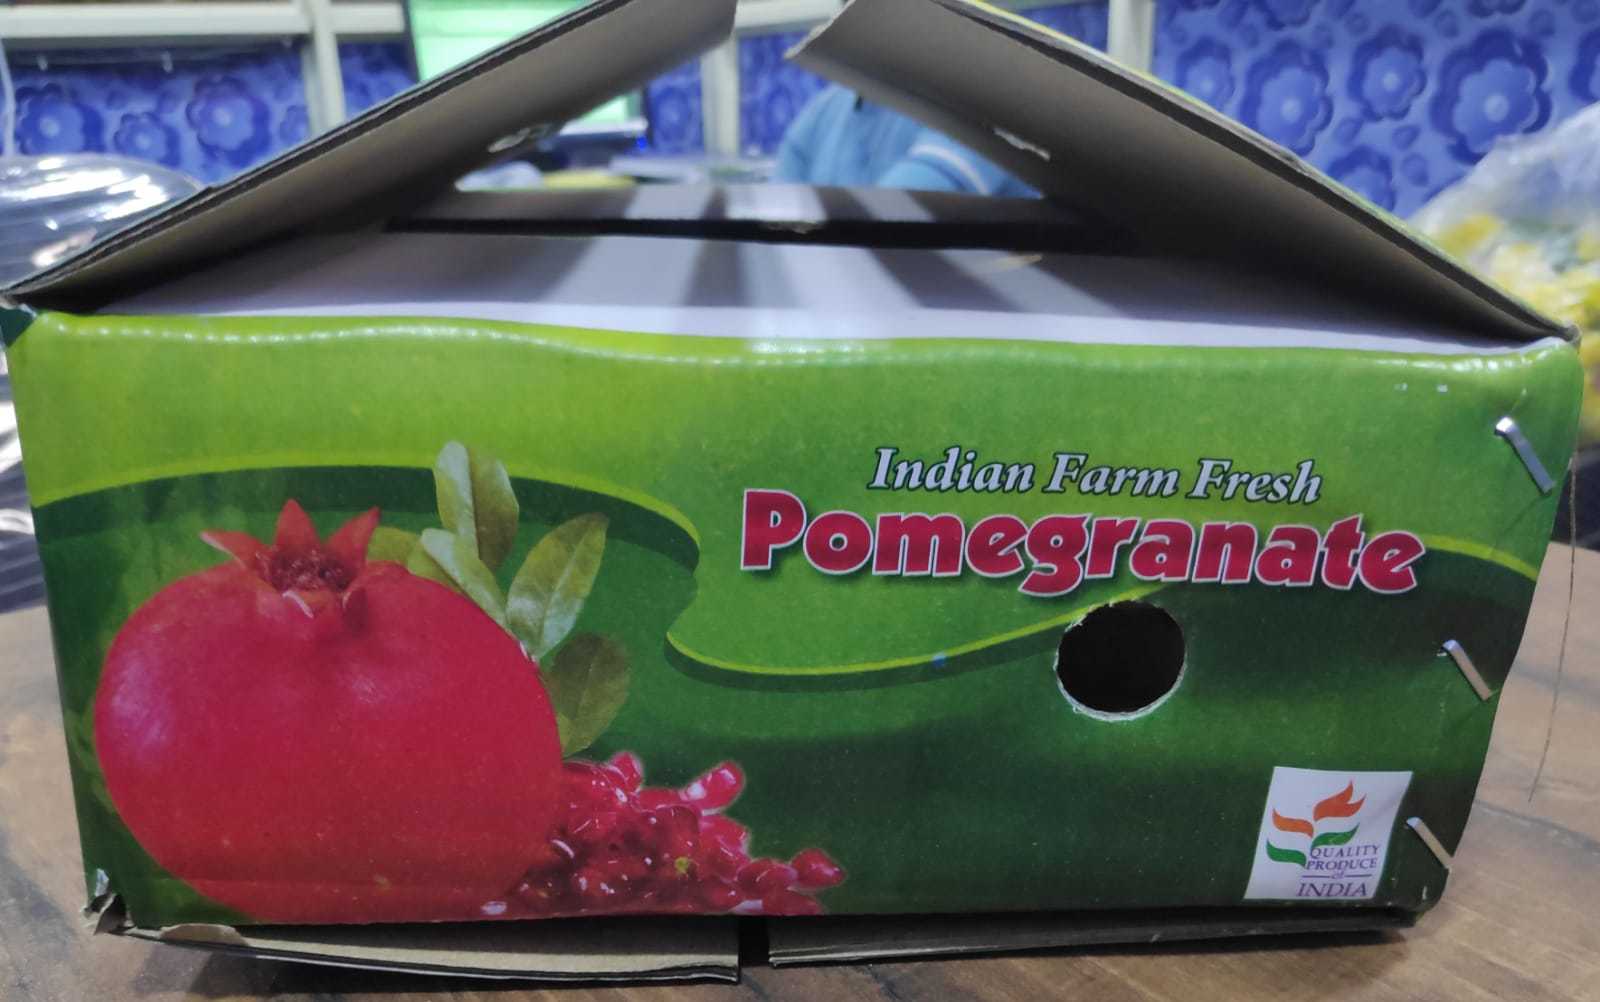 Indian Farm Fresh
Pomegranate
QUALITY
PRODUCE
of
INDIA